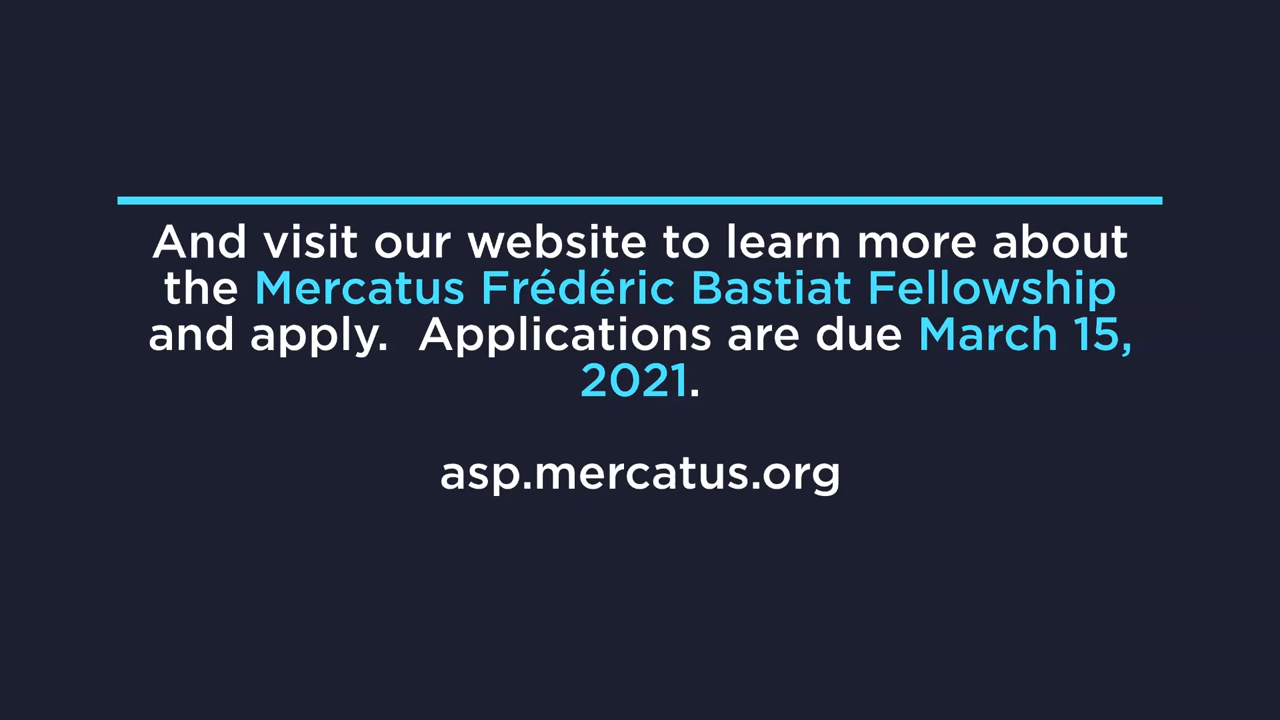 And visit our website to learn more about
the Mercatus Frédéric Bastiat Fellowship
and apply.  Applications are due March 15,
2021.
asp.mercatus.org